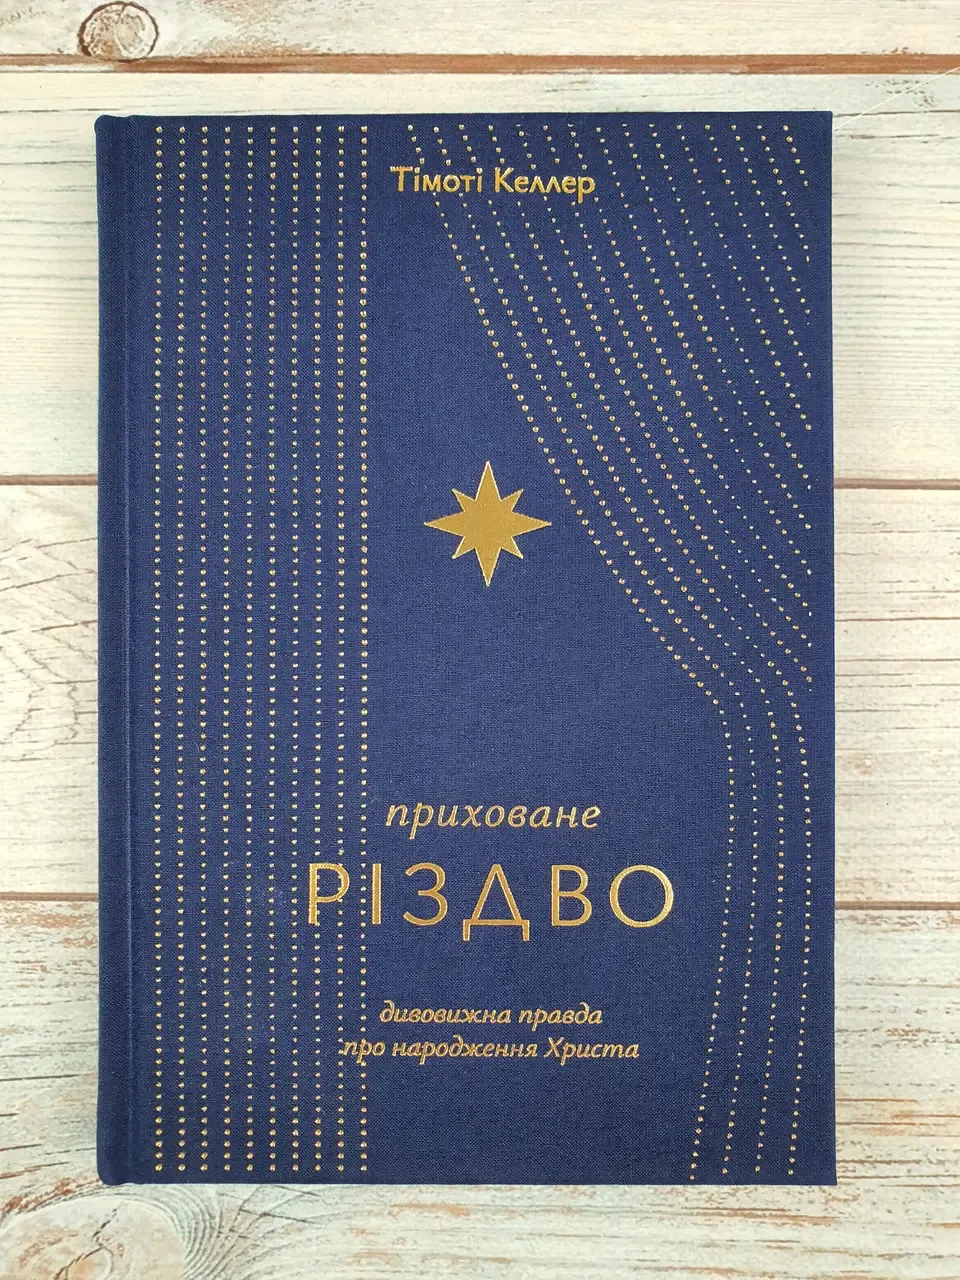 Тімоті Келлер
приховане
РІЗДВО
дивовижна правда
про народження Христа